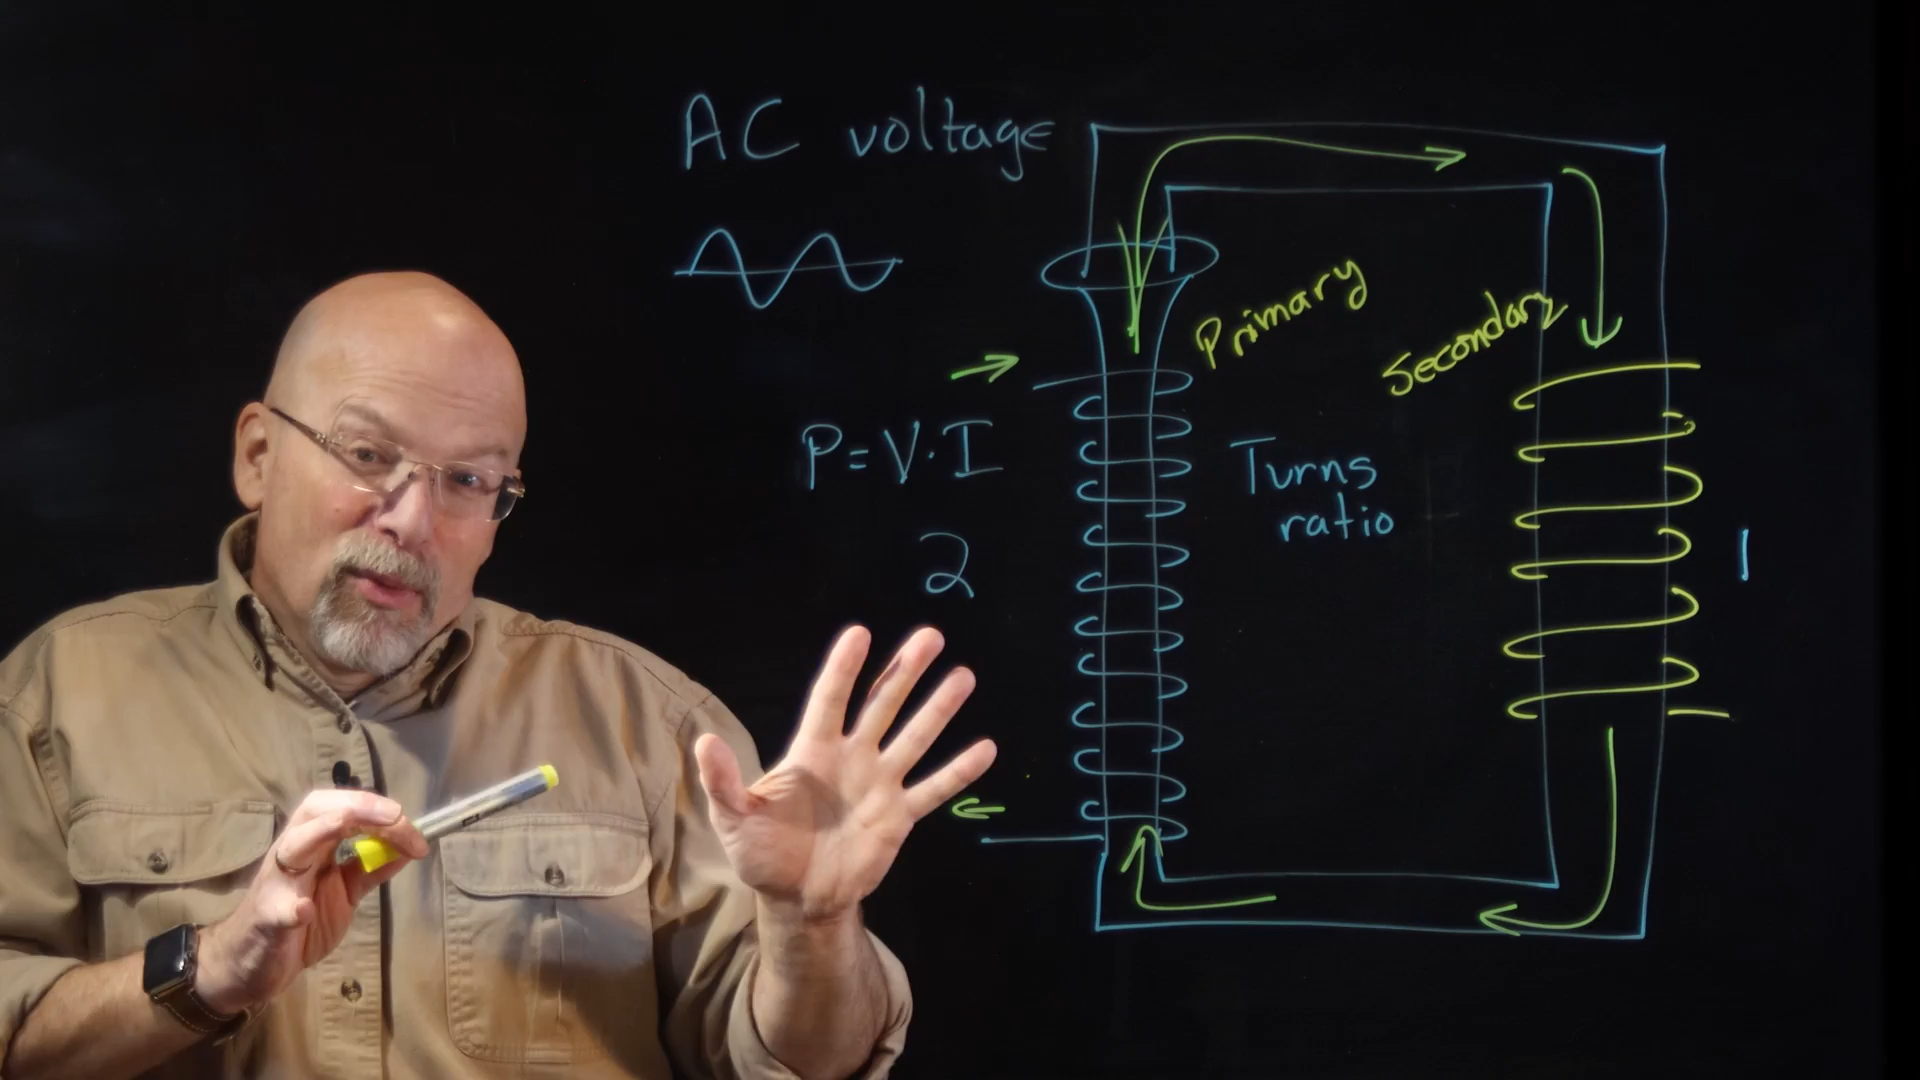 AC voltage
Primary
Secondary
P=V·I
Turns
ratio
2
1